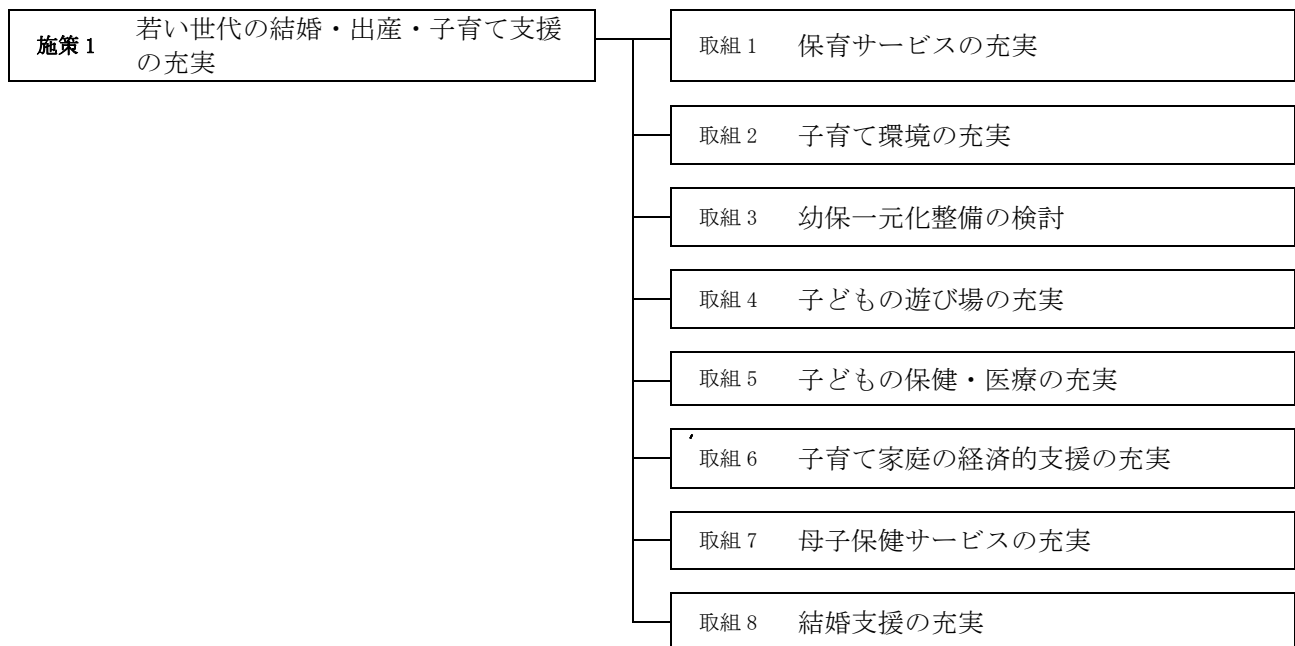 施策1 若い世代の結婚・出産・子育て支援
の充実
取組1 保育サービスの充実
取組2 子育て環境の充実
取組3 幼保一元化整備の検討
取組4 子どもの遊び場の充実
取組5 子どもの保健・医療の充実
取組6 子育て家庭の経済的支援の充実
取組7 母子保健サービスの充実
取組8 結婚支援の充実